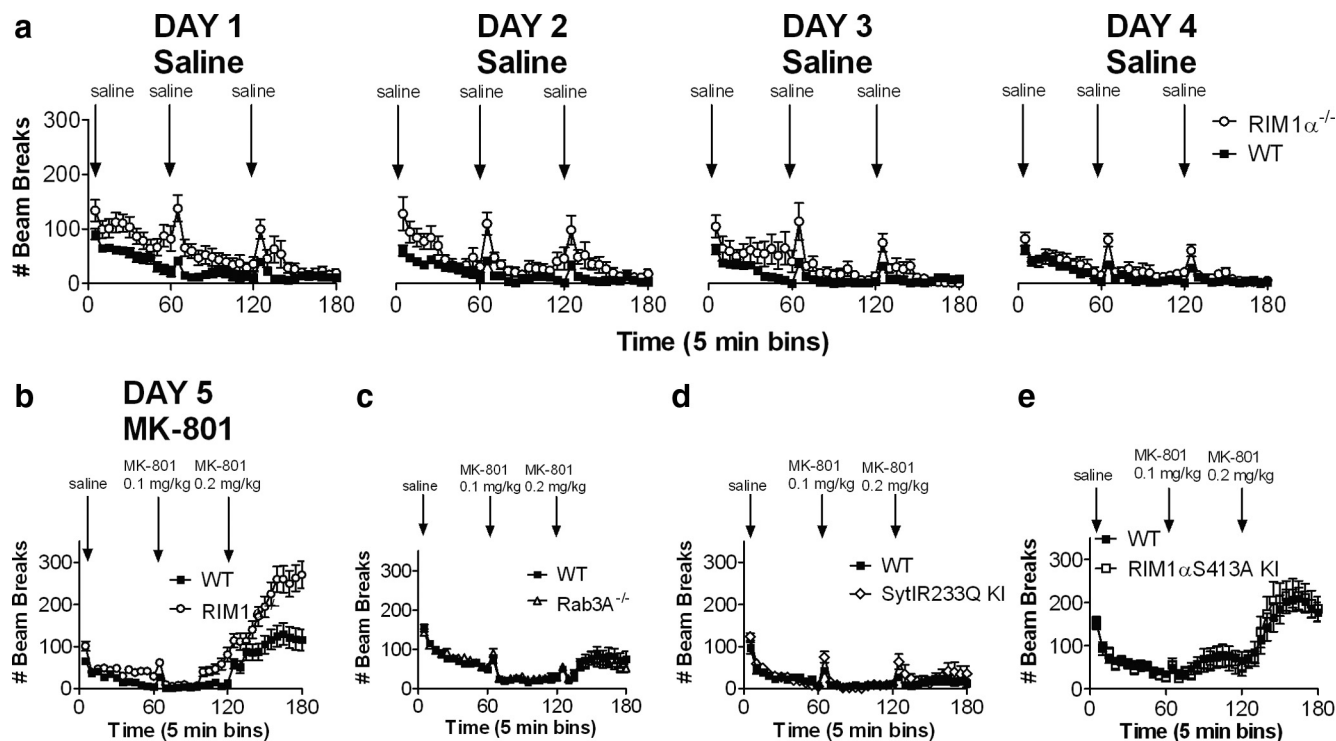 a
DAY 1
Saline
DAY 2
Saline
DAY 3
Saline
DAY 4
Saline
saline saline saline
saline saline saline
saline saline saline
saline saline saline
RIM1α-/-
WT
# Beam Breaks
300
200
100
0
0 60 120 180
0 60 120 180
0 60 120 180
0 60 120 180
Time (5 min bins)
b
DAY 5
MK-801
saline
MK-801
0.1 mg/kg
MK-801
0.2 mg/kg
# Beam Breaks
300
200
100
0
WT
RIM1
0 60 120 180
Time (5 min bins)
c
saline
MK-801
0.1 mg/kg
MK-801
0.2 mg/kg
# Beam Breaks
300
200
100
0
WT
Rab3A-/-
0 60 120 180
Time (5 min bins)
d
saline
MK-801
0.1 mg/kg
MK-801
0.2 mg/kg
# Beam Breaks
300
200
100
0
WT
SytIR233Q KI
0 60 120 180
Time (5 min bins)
e
saline
MK-801
0.1 mg/kg
MK-801
0.2 mg/kg
# Beam Breaks
300
200
100
0
WT
RIM1αS413A KI
0 60 120 180
Time (5 min bins)